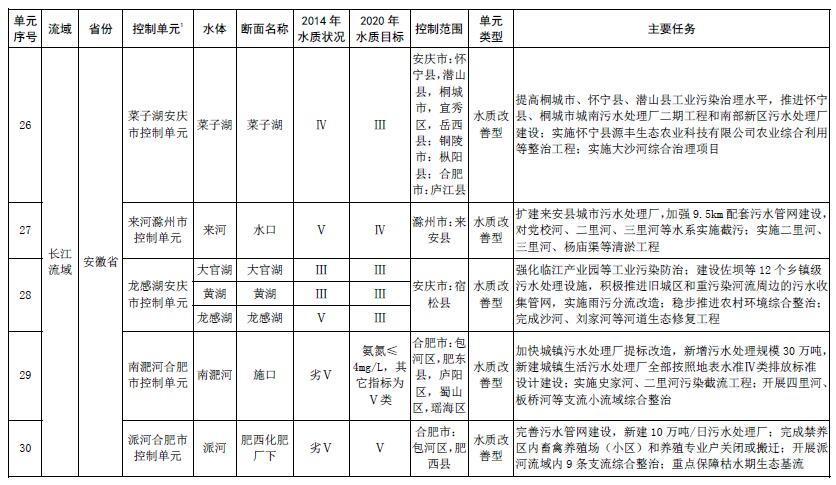 单元序号 流域 省份 控制单元1 水体 断面名称 2014年水质状况 2020年水质目标 控制范围 单元类型 主要任务
长江流域 安徽省
26 菜子湖安庆市控制单元 菜子湖 菜子湖 Ⅳ Ⅲ
安庆市：怀
宁县，潜山
县，桐城
市，宜秀
区，岳西
县；铜陵
市：枞阳
县；合肥
市：庐江县
水质改善型
提高桐城市、怀宁县、潜山县工业污染治理水平，推进怀宁
县、桐城市城南污水处理厂二期工程和南部新区污水处理厂
建设；实施怀宁县源丰生态农业科技有限公司农业综合利用
等整治工程；实施大沙河综合治理项目
27 来河滁州市控制单元 来河 水口 Ⅴ Ⅳ
滁州市：来
安县
水质改善型
扩建来安县城市污水处理厂，加强9.5km配套污水管网建设，
对党校河、二里河、三里河等水系实施截污；实施二里河、
三里河、杨庙渠等清淤工程
28 龙感湖安庆市控制单元
大官湖 大官湖 Ⅲ Ⅲ
黄湖 黄湖 Ⅲ Ⅲ
龙感湖 龙感湖 Ⅴ Ⅲ
安庆市：宿
松县
水质改善型
强化临江产业园等工业污染防治；建设佐坝等12个乡镇级
污水处理设施，积极推进旧城区和重污染河流周边的污水收
集管网，实施雨污分流改造；稳步推进农村环境综合整治；
完成沙河、刘家河等河道生态修复工程
29 南淝河合肥市控制单元 南淝河 施口 劣Ⅴ
氨氮≤
4mg/L，其
它指标为
Ⅴ类
合肥市：包
河区，肥东
县，庐阳
区，蜀山
区，瑶海区
水质改善型
加快城镇污水处理厂提标改造，新增污水处理规模30万吨，
新建城镇生活污水处理厂全部按照地表水准Ⅳ类排放标准
设计建设；实施史家河、二里河污染截流工程；开展四里河、
板桥河等支流小流域综合整治
30 派河合肥市控制单元 派河 肥西化肥厂下 劣Ⅴ Ⅴ
合肥市：
包河区，肥
西县
水质改善型
完善污水管网建设，新建10万吨/日污水处理厂；完成禁养
区内畜禽养殖场（小区）和养殖专业户关闭或搬迁；开展派
河流域内9条支流综合整治；重点保障枯水期生态基流